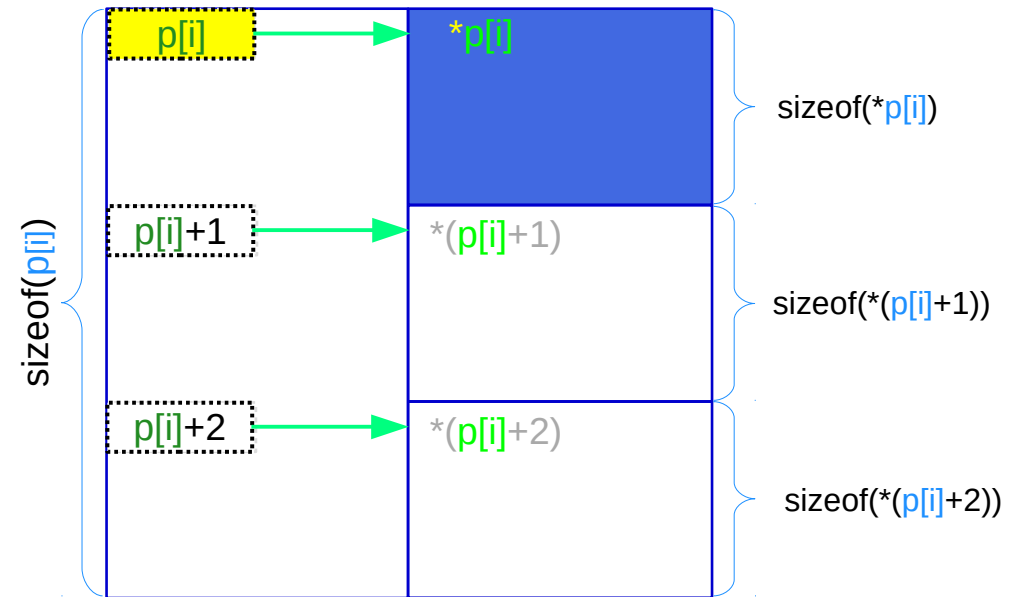 p[i]
*p[i]
sizeof(*p[i])
sizeof(p[i])
p[i]+1
*(p[i]+1)
sizeof(*(p[i]+1))
p[i]+2
*(p[i]+2)
sizeof(*(p[i]+2))